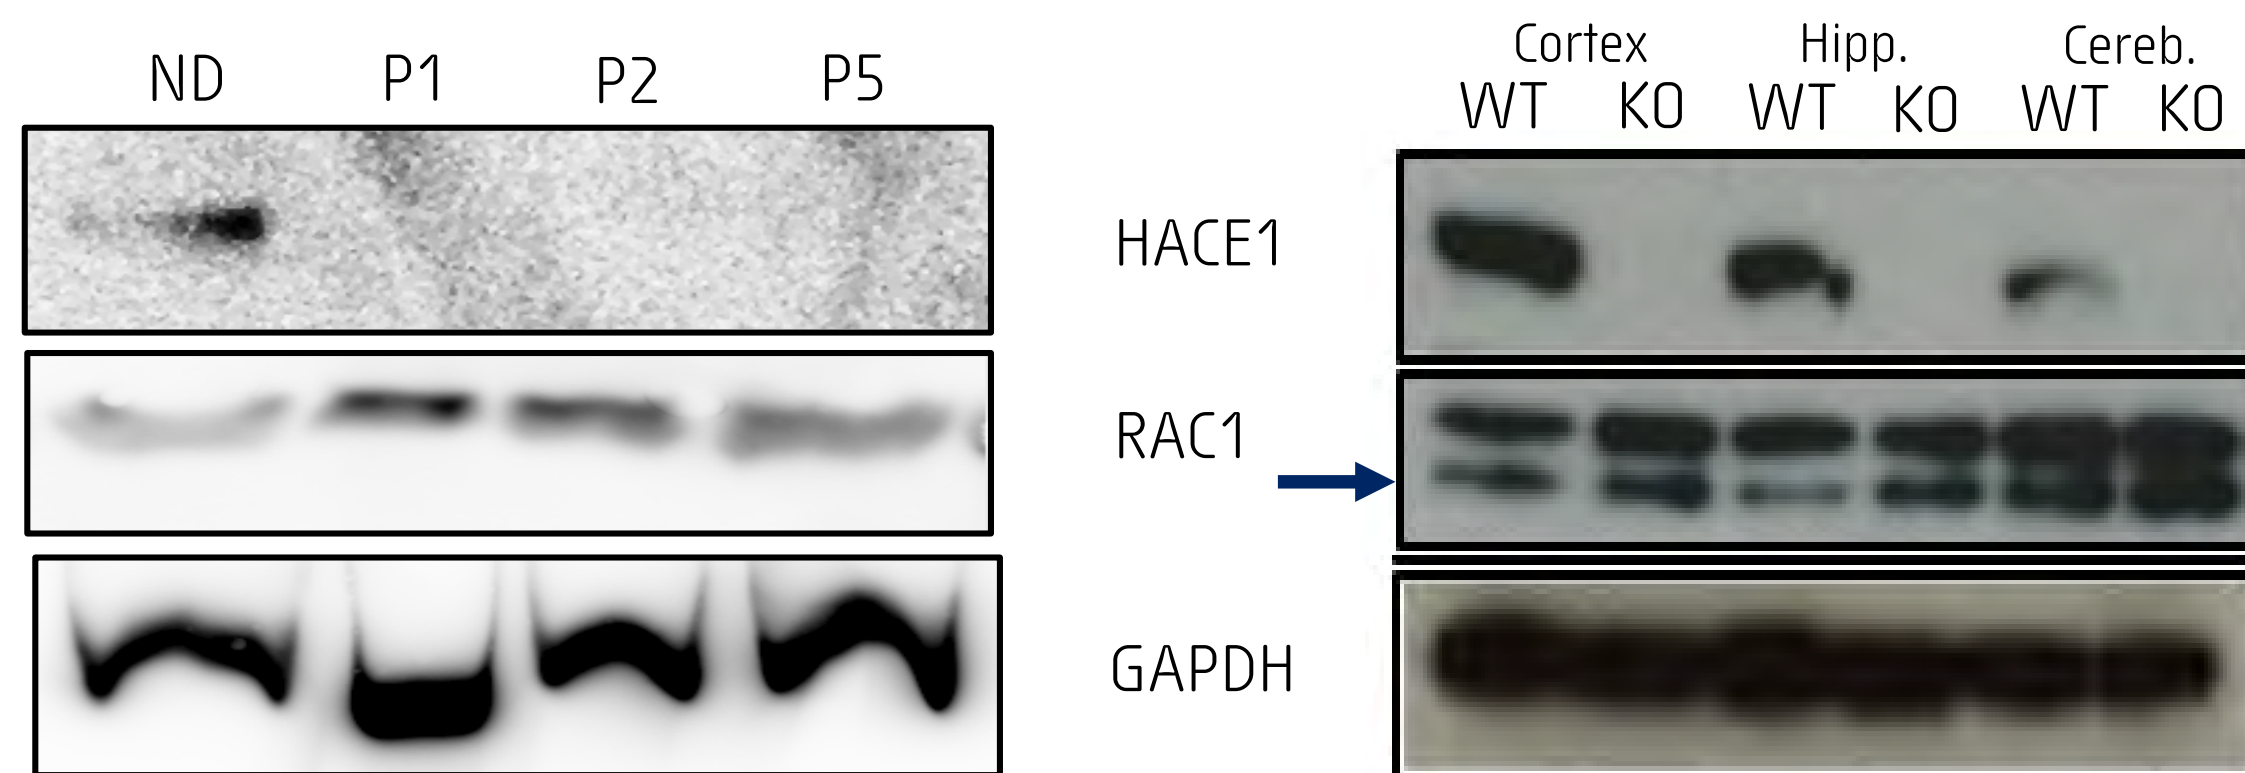 ND P1 P2 P5
Cortex Hipp. Cereb.
WT KO WT KO WT KO
HACE1
RAC1
GAPDH